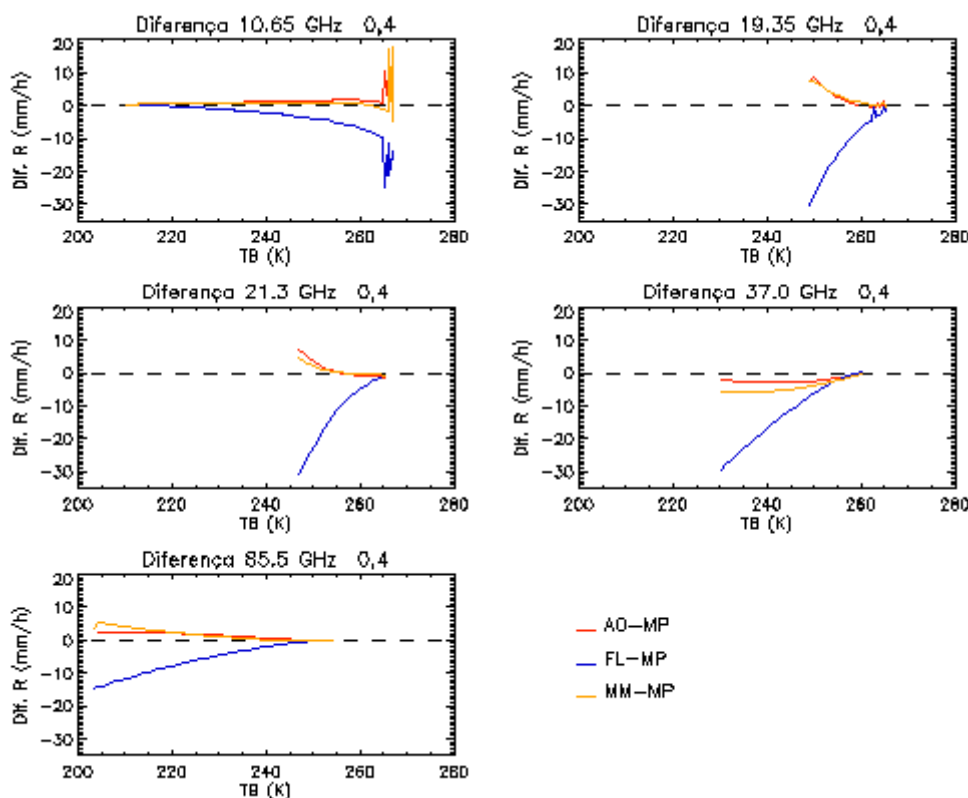 Diferença 10.65 GHz 0,4
20
10
0
-10
-20
-30
Dif. R (mm/h)
200 220 240 260 280
TB (K)
Diferença 19.35 GHz 0,4
20
10
0
-10
-20
-30
Dif. R (mm/h)
200 220 240 260 280
TB (K)
Diferença 21.3 GHz 0,4
20
10
0
-10
-20
-30
Dif. R (mm/h)
200 220 240 260 280
TB (K)
Diferença 37.0 GHz 0,4
20
10
0
-10
-20
-30
Dif. R (mm/h)
200 220 240 260 280
TB (K)
Diferença 85.5 GHz 0,4
20
10
0
-10
-20
-30
Dif. R (mm/h)
200 220 240 260 280
TB (K)
AO-MP
FL-MP
MM-MP